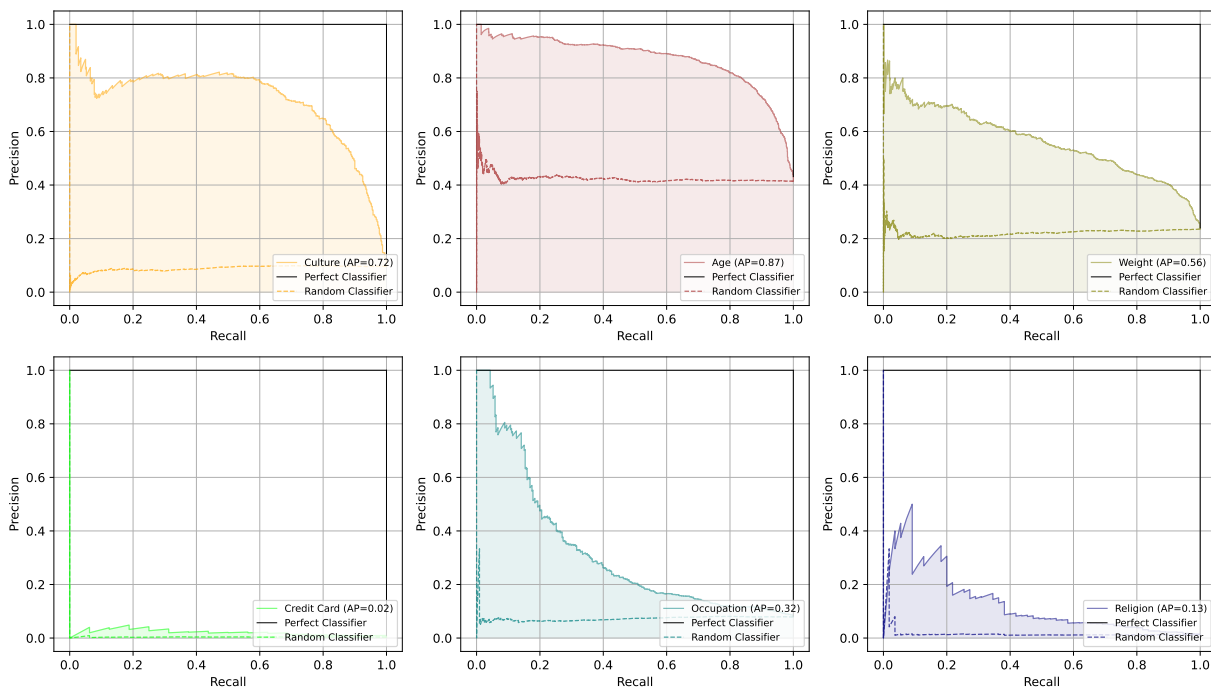 1.0
0.8
0.6
0.4
0.2
0.0
Precision
0.0 0.2 0.4 0.6 0.8 1.0
Recall
Culture (AP=0.72)
Perfect Classifier
Random Classifier
1.0
0.8
0.6
0.4
0.2
0.0
Precision
0.0 0.2 0.4 0.6 0.8 1.0
Recall
Age (AP=0.87)
Perfect Classifier
Random Classifier
1.0
0.8
0.6
0.4
0.2
0.0
Precision
0.0 0.2 0.4 0.6 0.8 1.0
Recall
Weight (AP=0.56)
Perfect Classifier
Random Classifier
1.0
0.8
0.6
0.4
0.2
0.0
Precision
0.0 0.2 0.4 0.6 0.8 1.0
Recall
Credit Card (AP=0.02)
Perfect Classifier
Random Classifier
1.0
0.8
0.6
0.4
0.2
0.0
Precision
0.0 0.2 0.4 0.6 0.8 1.0
Recall
Occupation (AP=0.32)
Perfect Classifier
Random Classifier
1.0
0.8
0.6
0.4
0.2
0.0
Precision
0.0 0.2 0.4 0.6 0.8 1.0
Recall
Religion (AP=0.13)
Perfect Classifier
Random Classifier